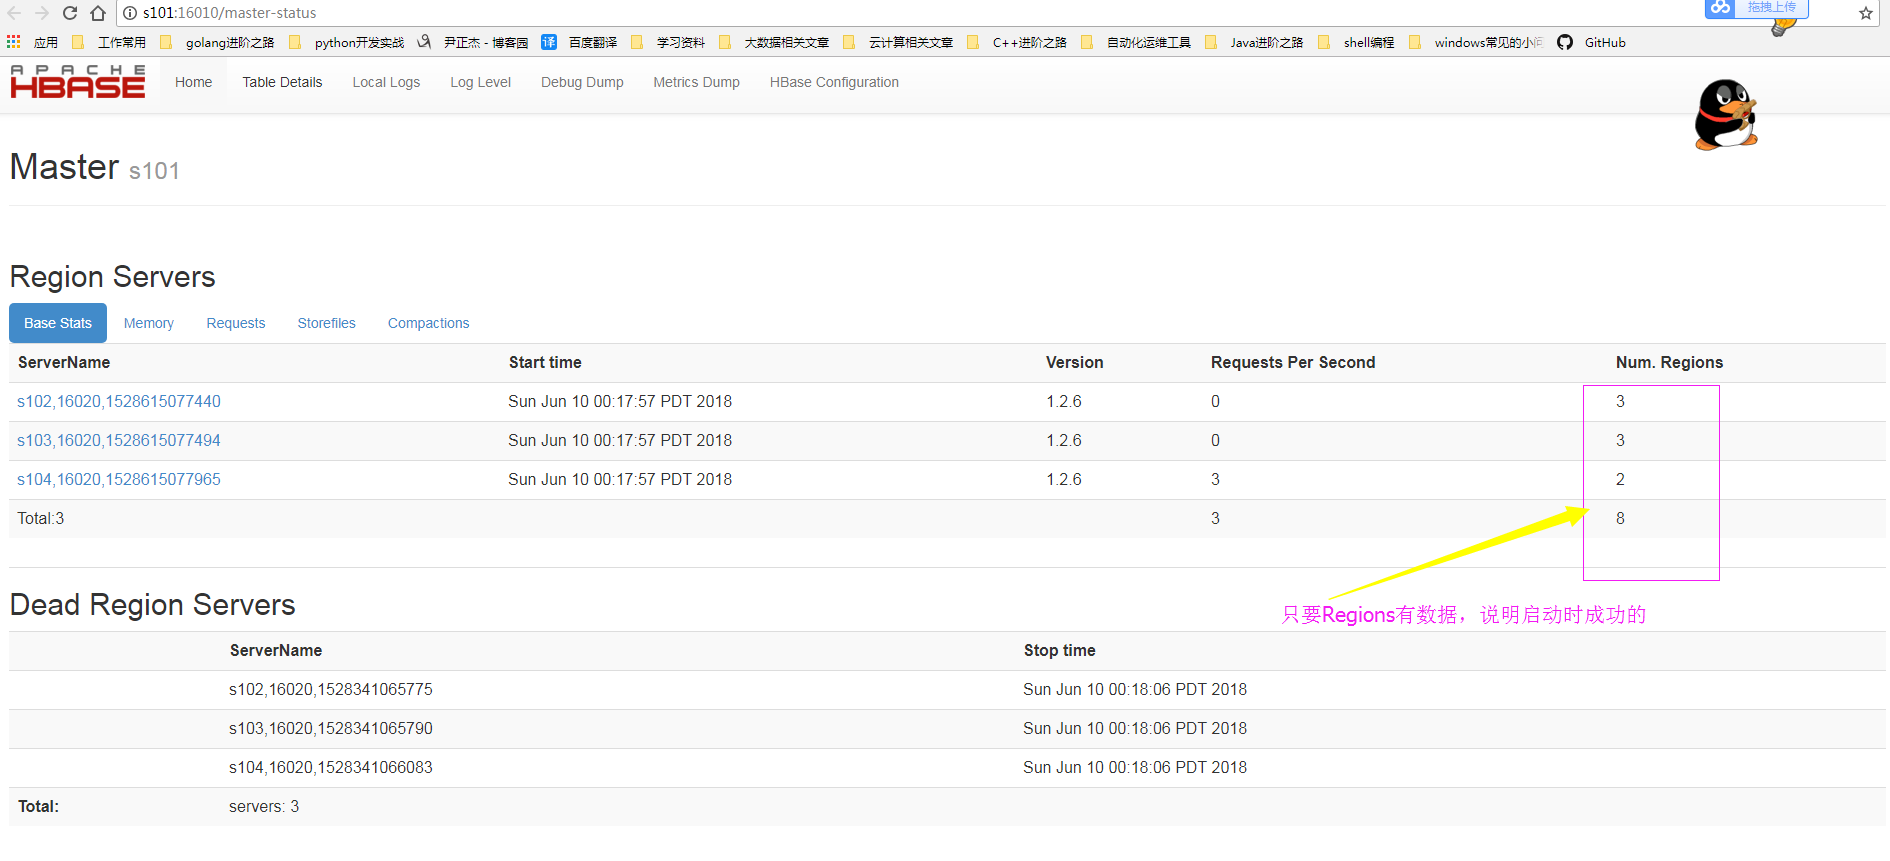 s101:16010/master-status
拖拽上传
应用 工作常用 golang进阶之路 python开发实战 尹正杰 - 博客园 译 百度翻译 学习资料 大数据相关文章 云计算相关文章 C++进阶之路 自动化运维工具 Java进阶之路 shell编程 windows常见的小问 GitHub
APACHE
HBASE
Home Table Details Local Logs Log Level Debug Dump Metrics Dump HBase Configuration
Master s101
Region Servers
Base Stats Memory Requests Storefiles Compactions
ServerName Start time Version Requests Per Second Num. Regions
s102,16020,1528615077440 Sun Jun 10 00:17:57 PDT 2018 1.2.6 0 3
s103,16020,1528615077494 Sun Jun 10 00:17:57 PDT 2018 1.2.6 0 3
s104,16020,1528615077965 Sun Jun 10 00:17:57 PDT 2018 1.2.6 3 2
Total:3 3 8
只要Regions有数据，说明启动时成功的
Dead Region Servers
ServerName Stop time
s102,16020,1528341065775 Sun Jun 10 00:18:06 PDT 2018
s103,16020,1528341065790 Sun Jun 10 00:18:06 PDT 2018
s104,16020,1528341066083 Sun Jun 10 00:18:06 PDT 2018
Total: servers: 3